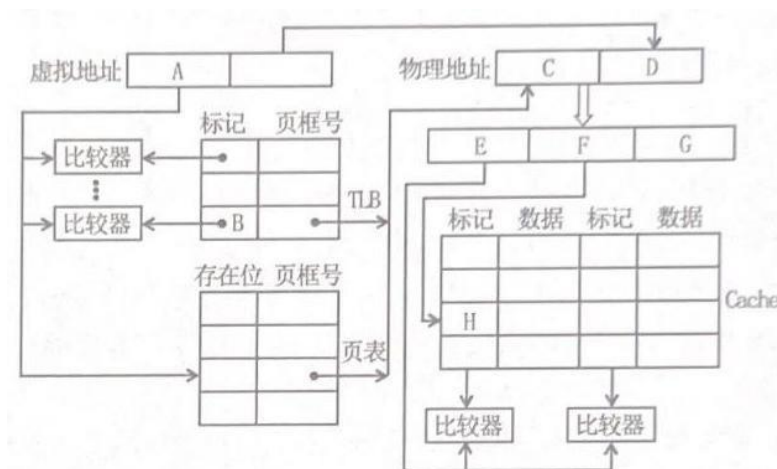 虚拟地址 A
物理地址 C D
标记 页框号
比较器
E F G
比较器 B
TLB
标记 数据 标记 数据
存在位 页框号
Cache
H
页表
比较器 比较器